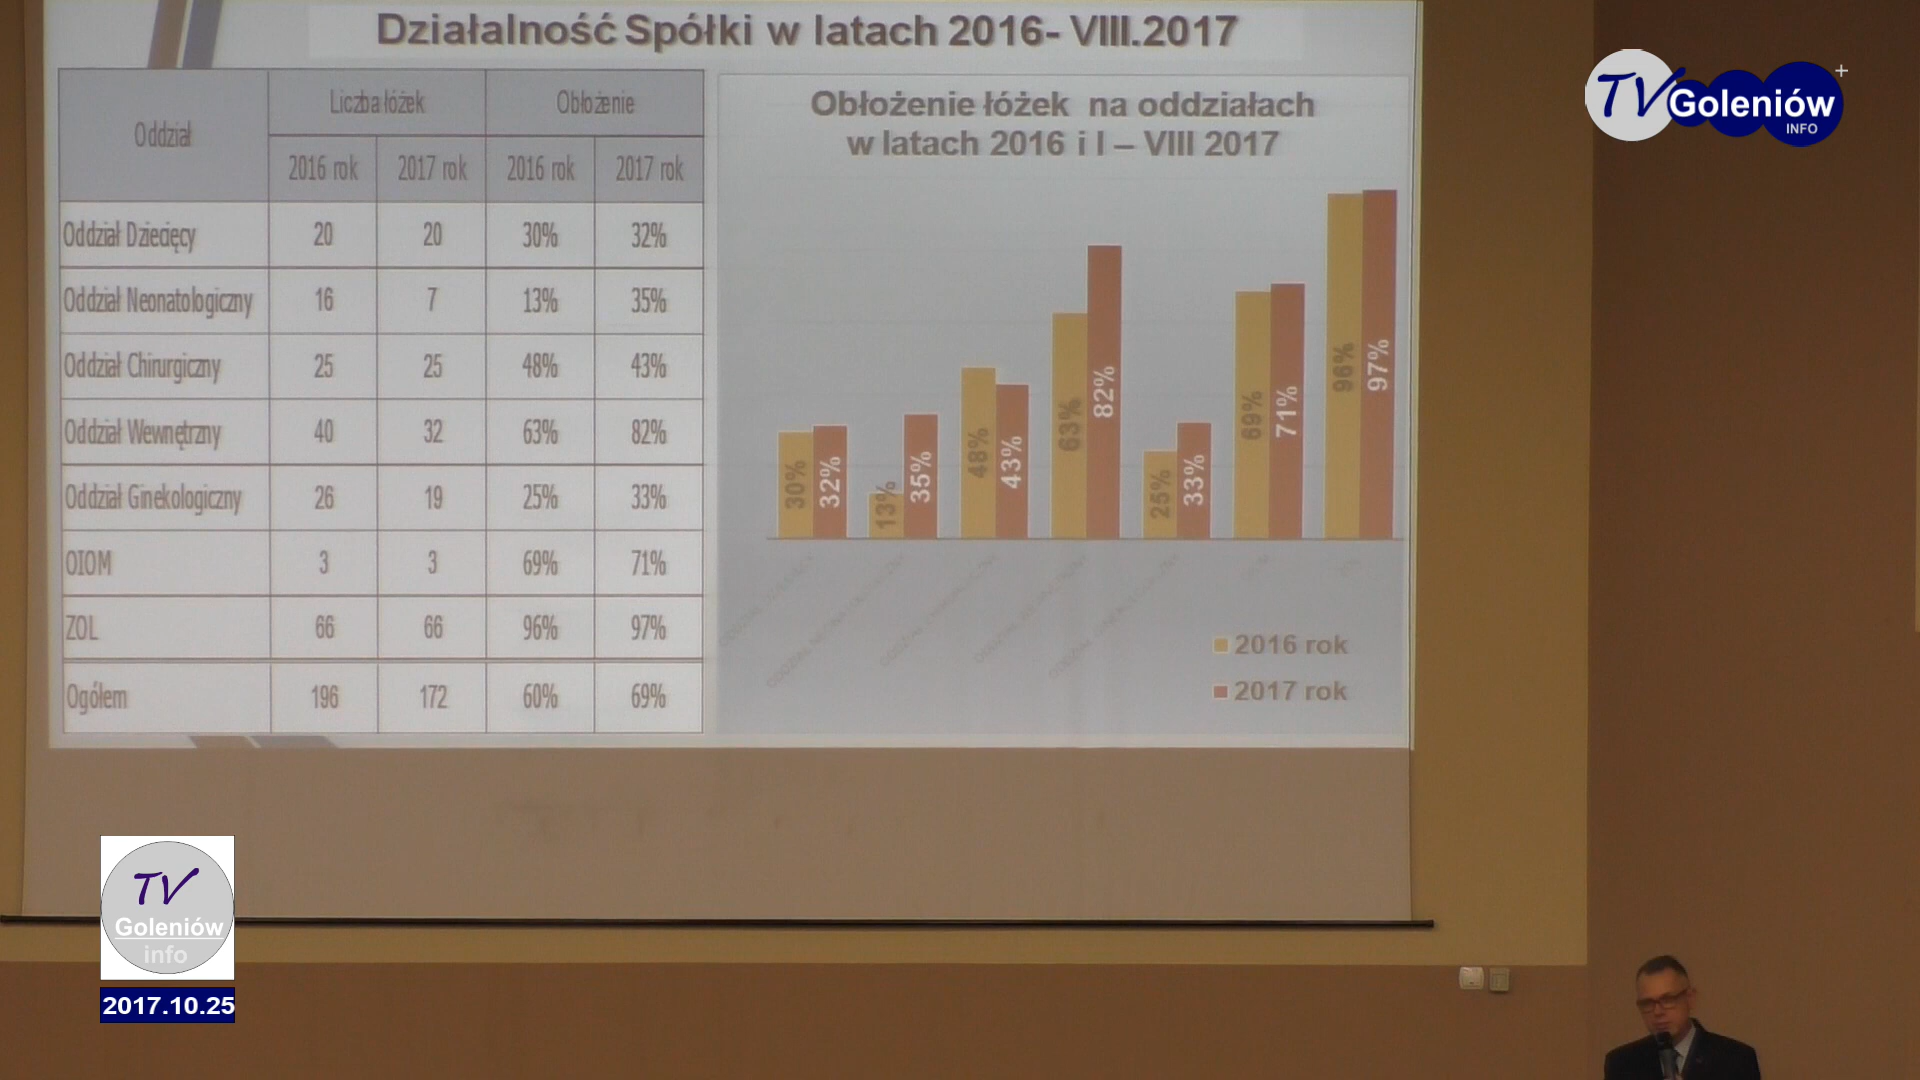 Działalność Spółki w latach 2016- VIII.2017
Oddział
Liczba łóżek
Obłożenie
2016 rok
2017 rok
2016 rok
2017 rok
Oddział Dziecięcy 20 20 30% 32%
Oddział Neonatologiczny 16 7 13% 35%
Oddział Chirurgiczny 25 25 48% 43%
Oddział Wewnętrzny 40 32 63% 82%
Oddział Ginekologiczny 26 19 25% 33%
OIOM 3 3 69% 71%
ZOL 66 66 96% 97%
Ogółem 196 172 60% 69%
Obłożenie łóżek na oddziałach
w latach 2016 i I – VIII 2017
30%
32%
13%
35%
48%
43%
63%
82%
25%
33%
69%
71%
96%
97%
2016 rok
2017 rok
TV Goleniów +
INFO
TV
Goleniów
info
2017.10.25